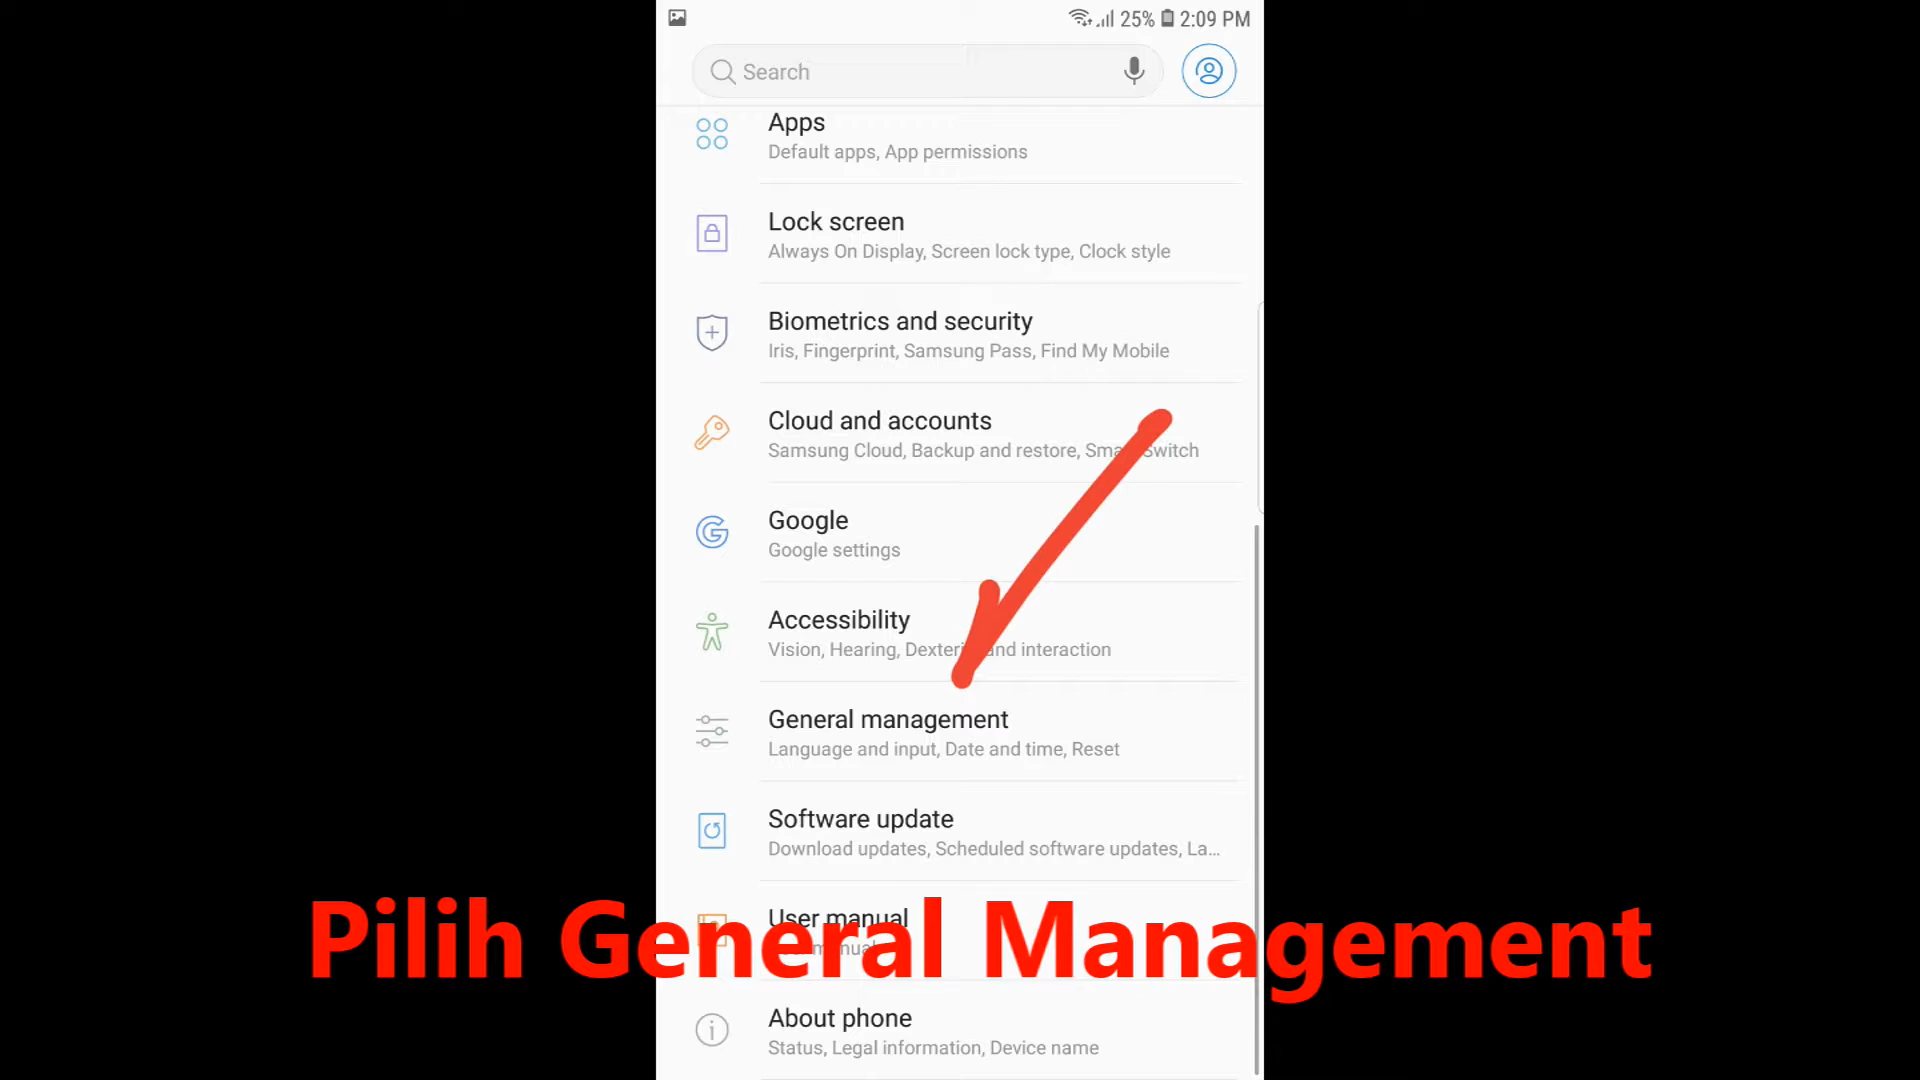 25% 2:09 PM
Search
Apps
Default apps, App permissions
Lock screen
Always On Display, Screen lock type, Clock style
Biometrics and security
Iris, Fingerprint, Samsung Pass, Find My Mobile
Cloud and accounts
Samsung Cloud, Backup and restore, Smart Switch
Google
Google settings
Accessibility
Vision, Hearing, Dexterity and interaction
General management
Language and input, Date and time, Reset
Software update
Download updates, Scheduled software updates, La...
User manual
User manual
Pilih General Management
About phone
Status, Legal information, Device name